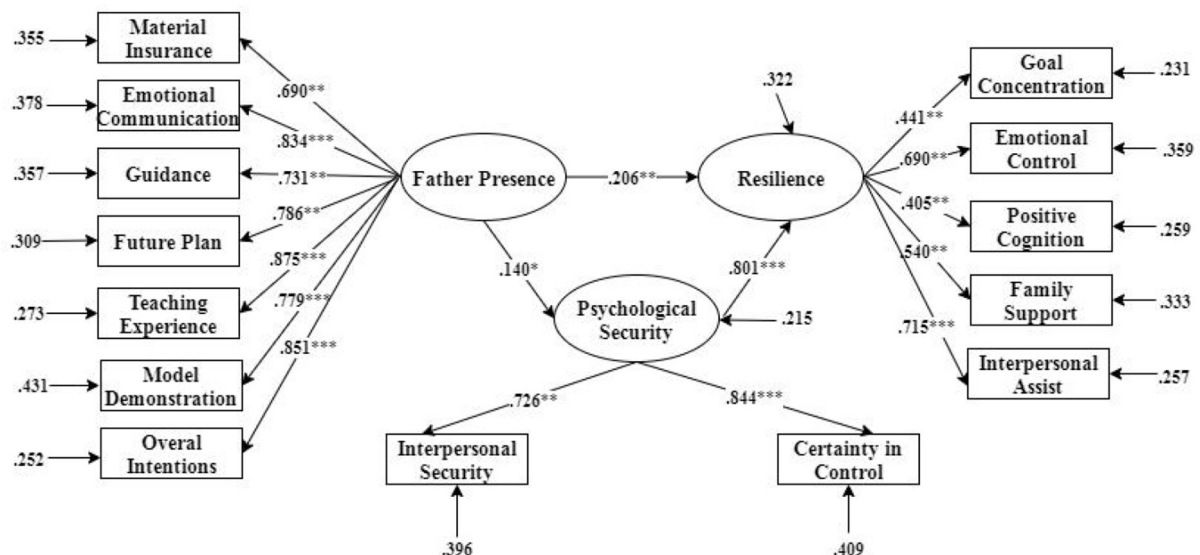 .355
Material
Insurance
.690**
.378
Emotional
Communication
.834***
.357
Guidance
.731**
.309
Future Plan
.786**
.273
Teaching
Experience
.875***
.431
Model
Demonstration
.779***
.252
Overal
Intentions
.851***
Father Presence
.206**
.140*
.322
Resilience
.801***
Psychological
Security
.215
.726**
Interpersonal
Security
.396
.844***
Certainty in
Control
.409
.441**
Goal
Concentration
.231
.690**
Emotional
Control
.359
.405**
Positive
Cognition
.259
.540**
Family
Support
.333
.715***
Interpersonal
Assist
.257